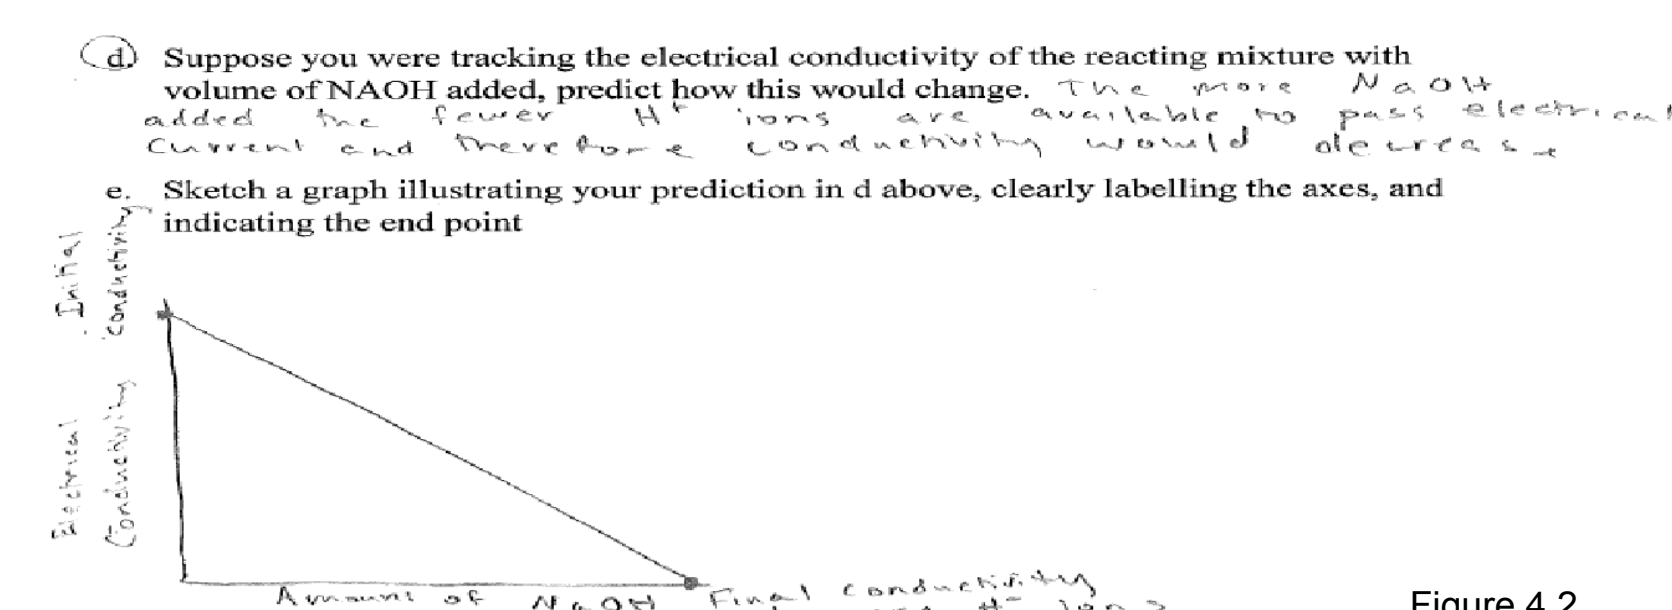 d. Suppose you were tracking the electrical conductivity of the reacting mixture with
volume of NAOH added, predict how this would change. The more NaOH
added the fewer H+ ions are available to pass electrical
current and therefore conductivity would decrease
e. Sketch a graph illustrating your prediction in d above, clearly labelling the axes, and
indicating the end point
Initial
conductivity
Electrical
Conductivity
Amount of NaOH
Final conductivity
ions
Figure 4.2